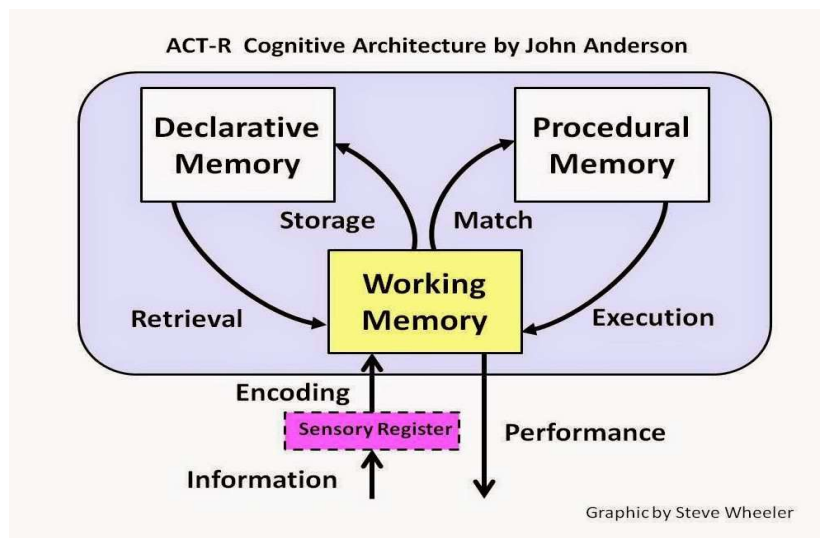 ACT-R Cognitive Architecture by John Anderson
Declarative
Memory
Procedural
Memory
Storage
Match
Working
Memory
Retrieval
Execution
Encoding
Sensory Register
Performance
Information
Graphic by Steve Wheeler